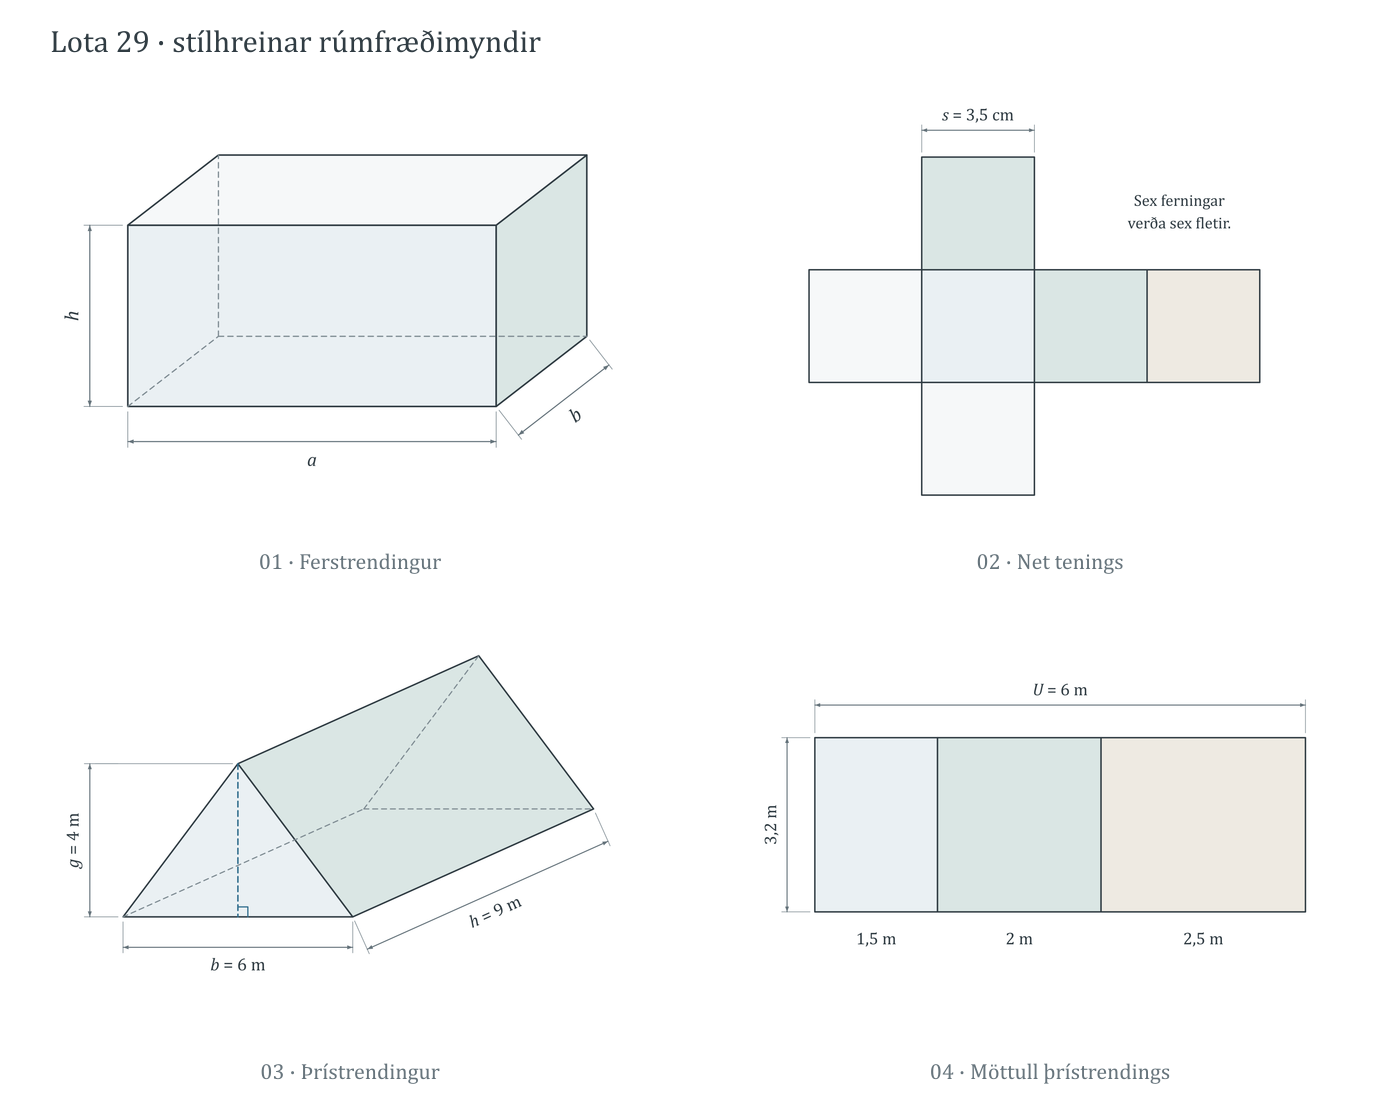 Lota 29 · stílhreinar rúmfræðimyndir
h
a
b
01 · Ferstrendingur
s = 3,5 cm
Sex ferningar
verða sex fletir.
02 · Net tenings
g = 4 m
b = 6 m
h = 9 m
03 · Þrístrendingur
U = 6 m
3,2 m
1,5 m
2 m
2,5 m
04 · Möttull þrístrendings